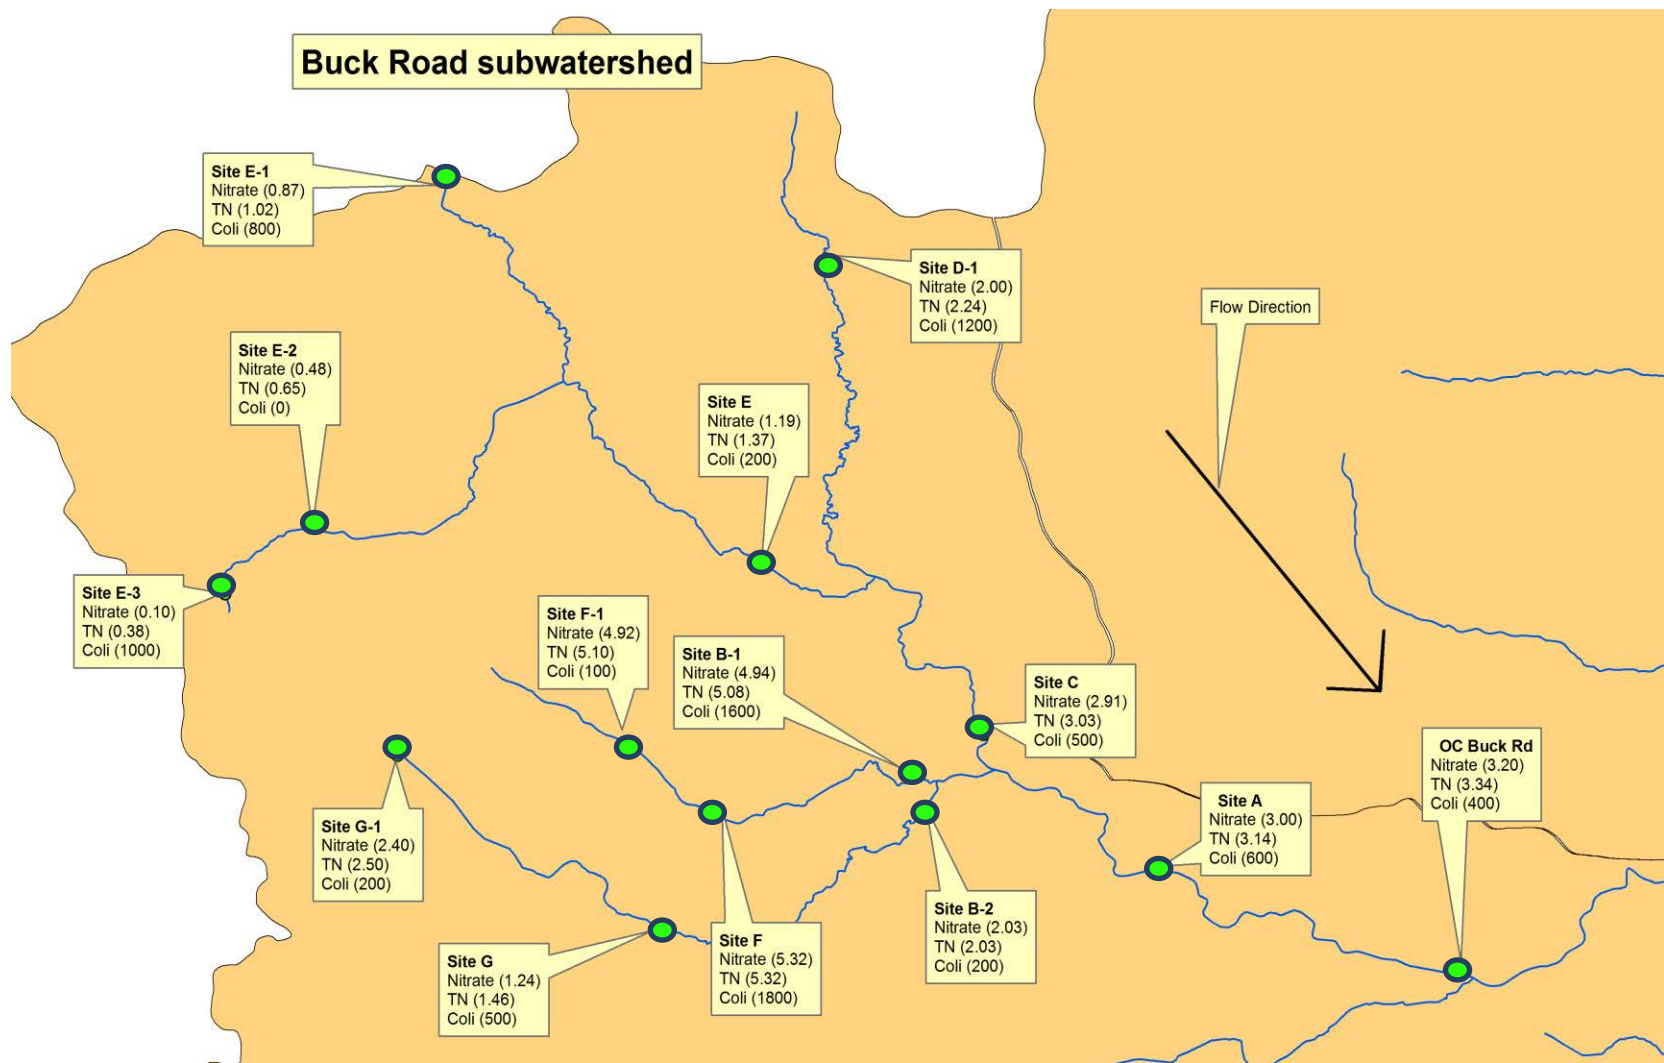 Buck Road subwatershed
Site E-1
Nitrate (0.87)
TN (1.02)
Coli (800)
Site D-1
Nitrate (2.00)
TN (2.24)
Coli (1200)
Flow Direction
Site E-2
Nitrate (0.48)
TN (0.65)
Coli (0)
Site E
Nitrate (1.19)
TN (1.37)
Coli (200)
Site E-3
Nitrate (0.10)
TN (0.38)
Coli (1000)
Site F-1
Nitrate (4.92)
TN (5.10)
Coli (100)
Site B-1
Nitrate (4.94)
TN (5.08)
Coli (1600)
Site C
Nitrate (2.91)
TN (3.03)
Coli (500)
OC Buck Rd
Nitrate (3.20)
TN (3.34)
Coli (400)
Site A
Nitrate (3.00)
TN (3.14)
Coli (600)
Site G-1
Nitrate (2.40)
TN (2.50)
Coli (200)
Site B-2
Nitrate (2.03)
TN (2.03)
Coli (200)
Site F
Nitrate (5.32)
TN (5.32)
Coli (1800)
Site G
Nitrate (1.24)
TN (1.46)
Coli (500)